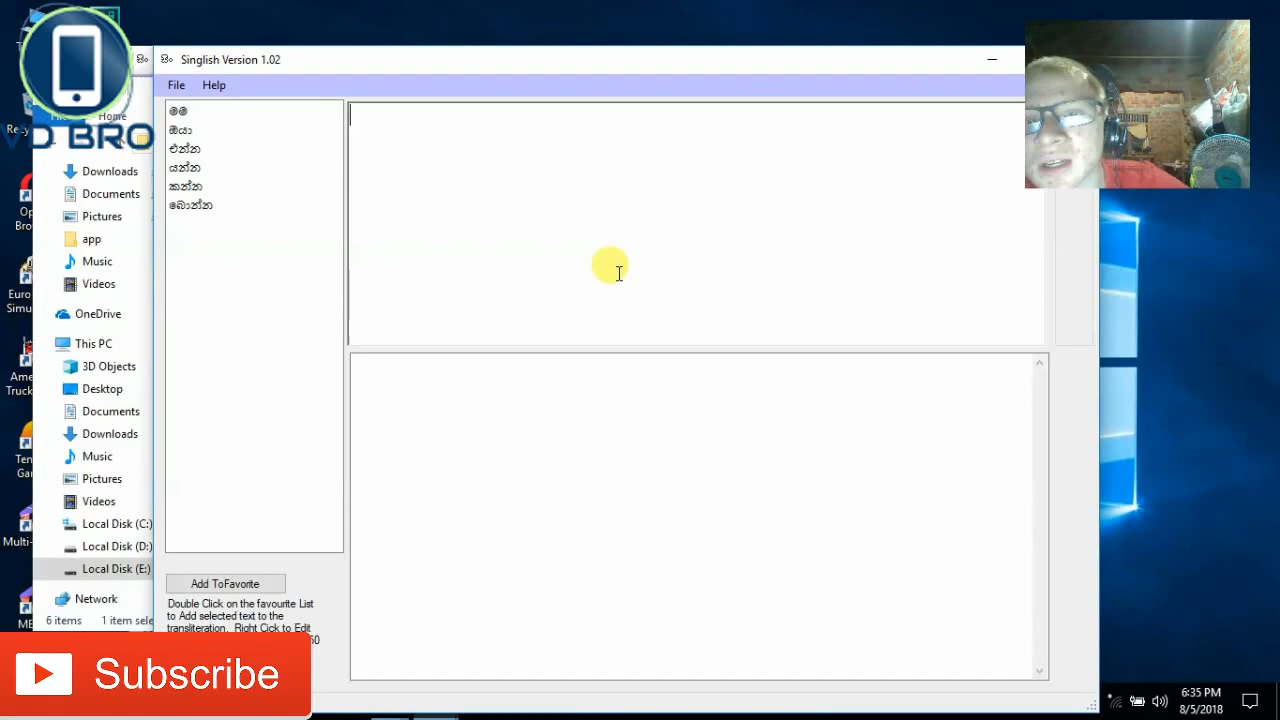 Singlish Version 1.02
File Help
මම
ඔයා
එන්න
යන්න
කන්න
බොන්න
VD BRO
Home
Downloads
Documents
Pictures
app
Music
Videos
OneDrive
This PC
3D Objects
Desktop
Documents
Downloads
Music
Pictures
Videos
Local Disk (C:)
Local Disk (D:)
Local Disk (E:)
Network
6 items 1 item sele
Add ToFavorite
Double Click on the favourite List
to Add selected text to the
transliteration. Right Click to Edit
Subscribe
6:35 PM
8/5/2018